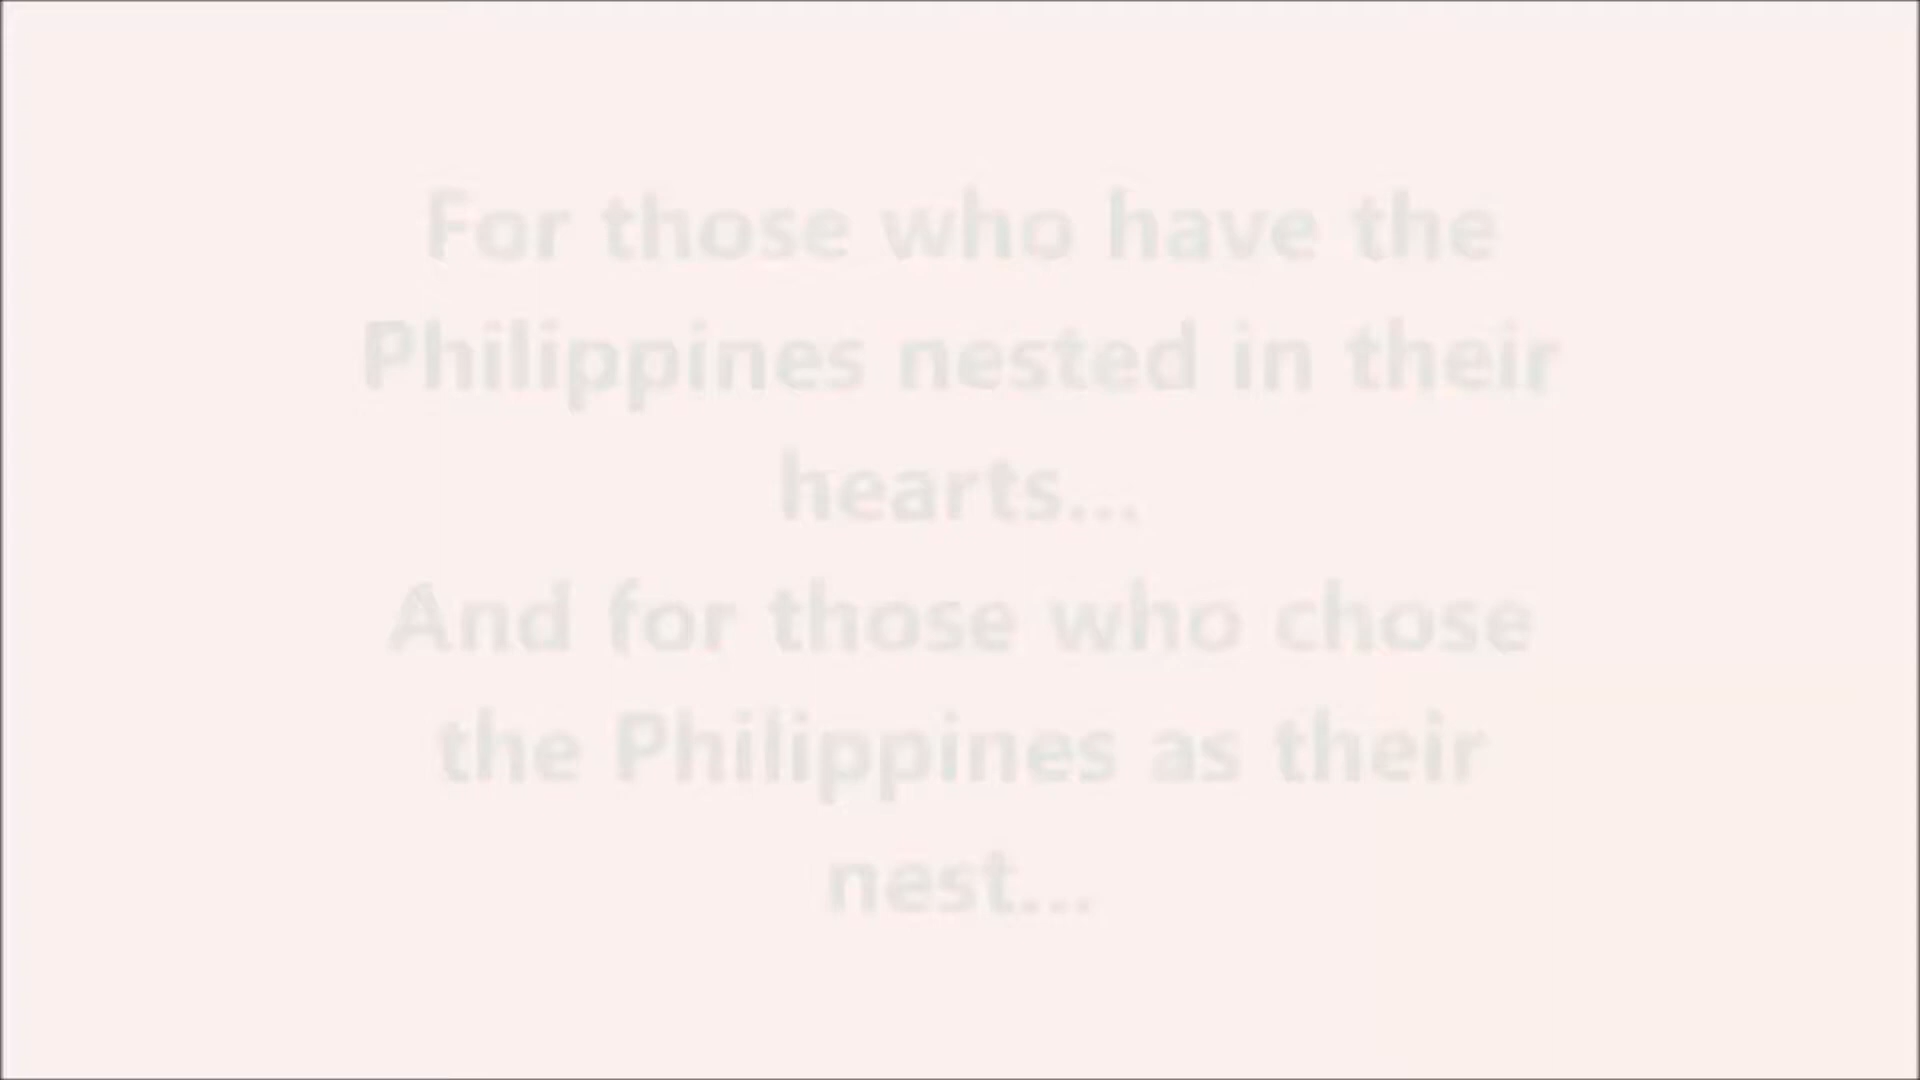 For those who have the
Philippines nested in their
hearts...
And for those who chose
the Philippines as their
nest...